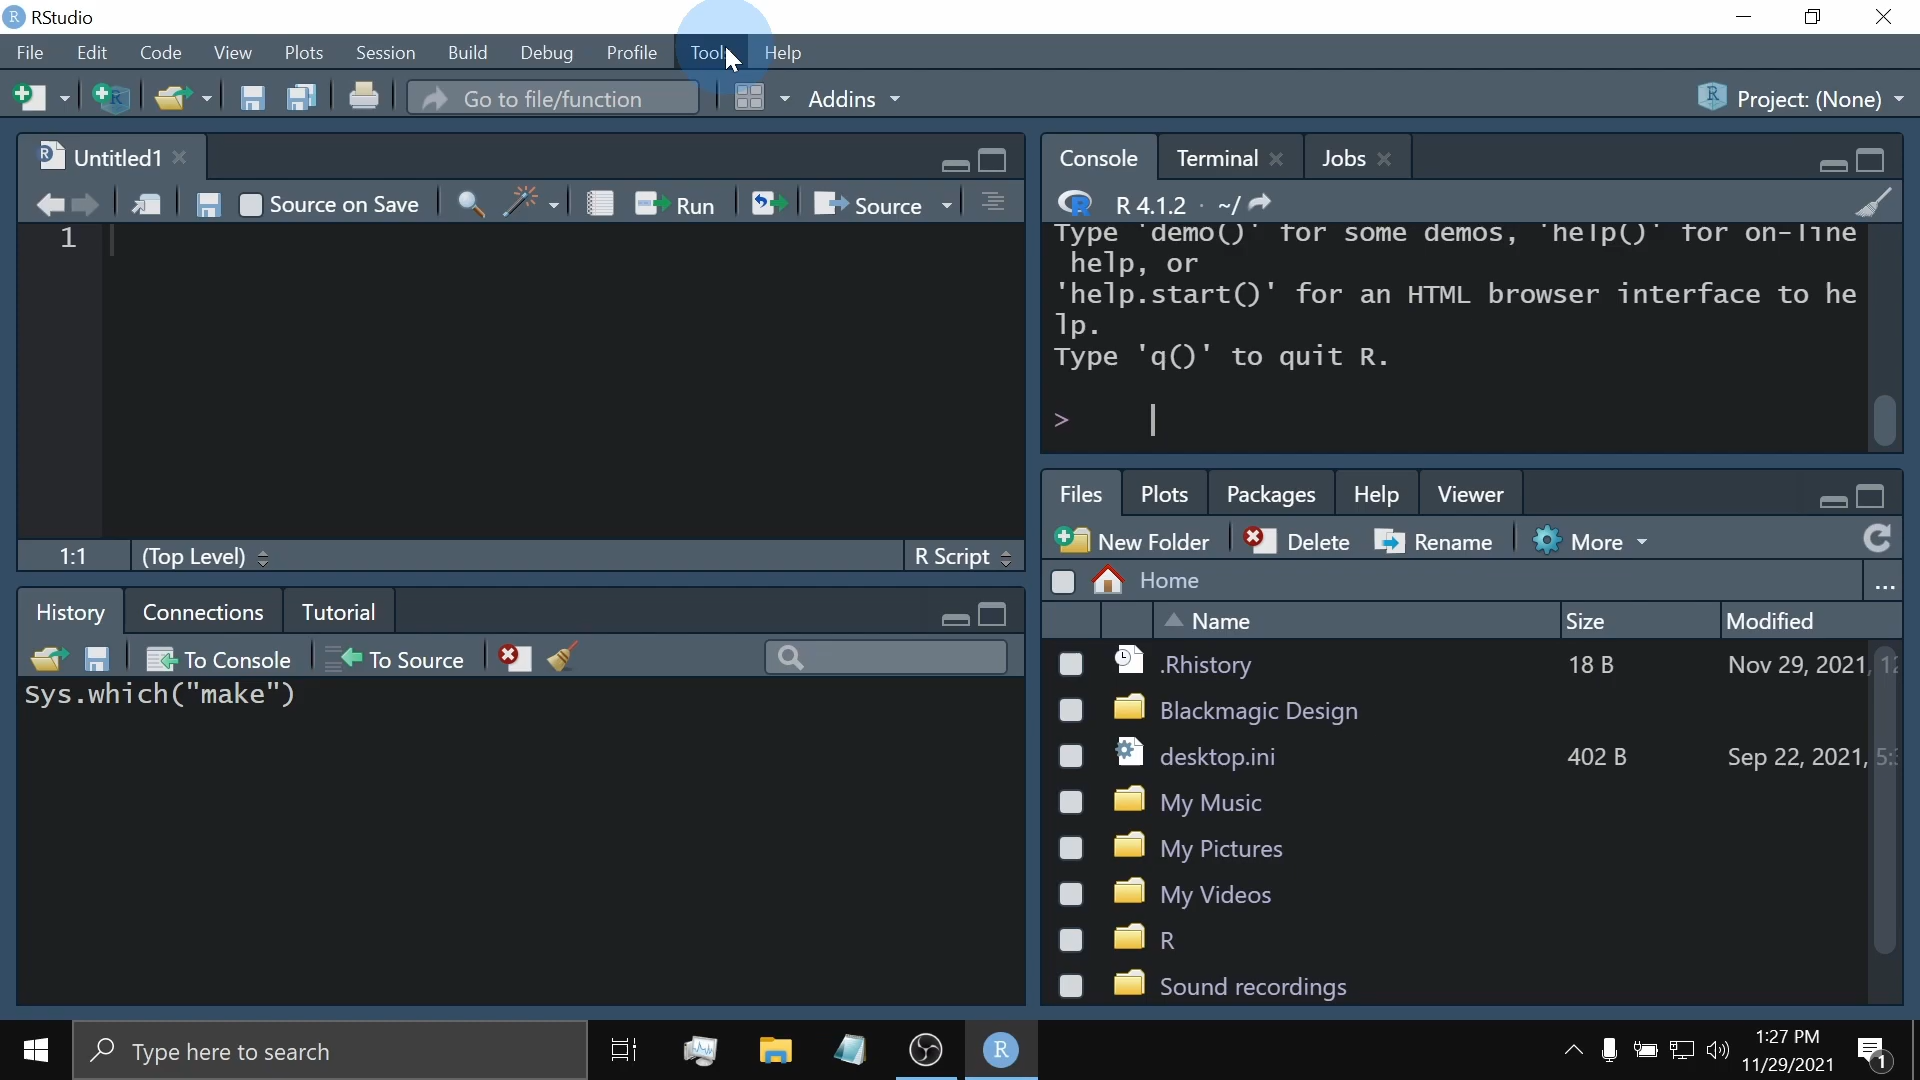 RStudio
File Edit Code View Plots Session Build Debug Profile Tools Help
Go to file/function Addins Project: (None)
Untitled1
Source on Save Run Source
1
1:1 (Top Level) R Script
History Connections Tutorial
To Console To Source
Sys.which("make")
Console Terminal Jobs
R 4.1.2 · ~/
Type 'demo()' for some demos, 'help()' for on-line
help, or
'help.start()' for an HTML browser interface to he
lp.
Type 'q()' to quit R.
>
Files Plots Packages Help Viewer
New Folder Delete Rename More
Home ...
Name Size Modified
.Rhistory 18 B Nov 29, 2021, 12
Blackmagic Design
desktop.ini 402 B Sep 22, 2021, 5:
My Music
My Pictures
My Videos
R
Sound recordings
Type here to search
1:27 PM
11/29/2021
1